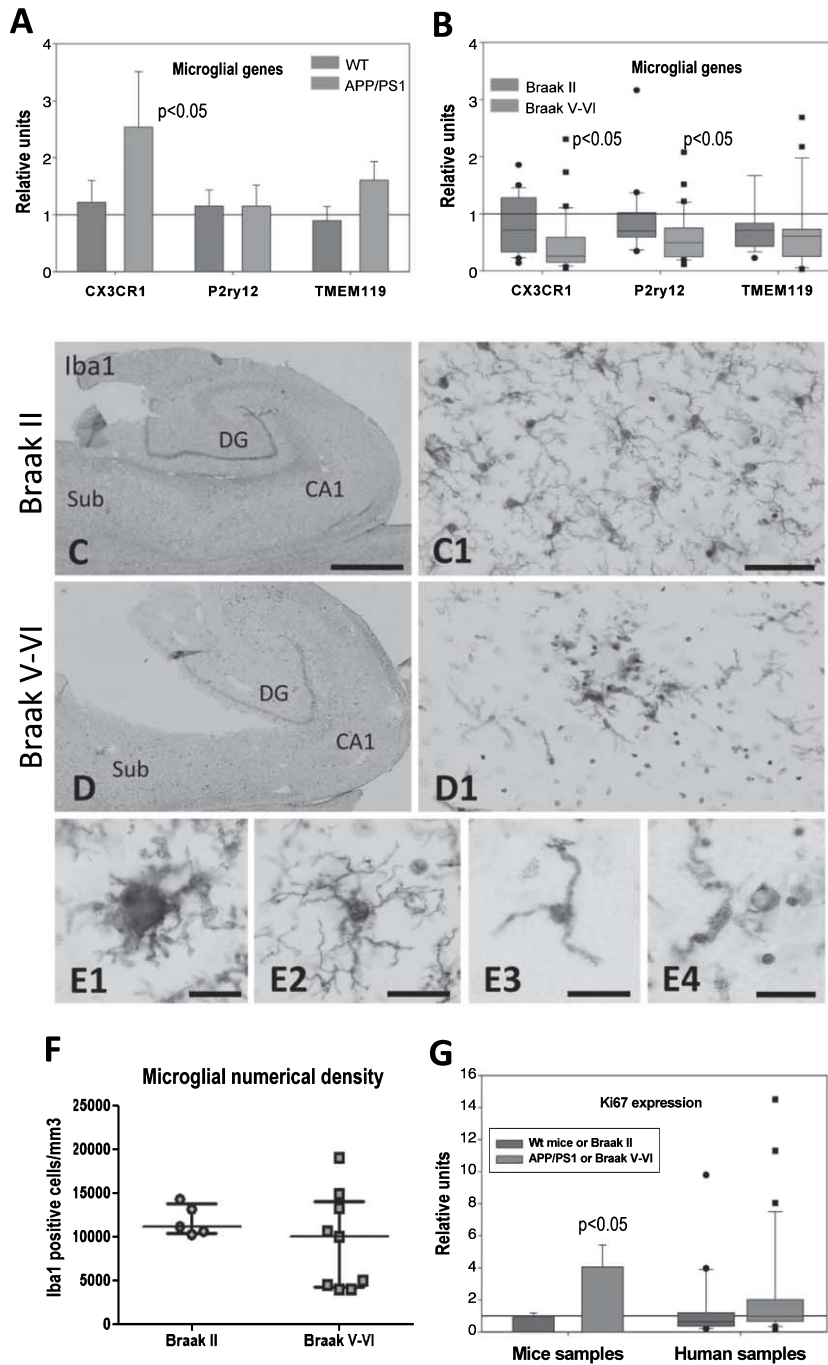 A
4
3
2
1
0
Relative units
Microglial genes
WT
APP/PS1
p<0.05
CX3CR1
P2ry12
TMEM119
B
4
3
2
1
0
Relative units
Microglial genes
Braak II
Braak V-VI
p<0.05
p<0.05
CX3CR1
P2ry12
TMEM119
Braak II
Iba1
DG
Sub
CA1
C
C1
Braak V-VI
DG
CA1
Sub
D
D1
E1
E2
E3
E4
F
Microglial numerical density
Iba1 positive cells/mm3
25000
20000
15000
10000
5000
0
Braak II
Braak V-VI
G
16
14
12
10
8
6
4
2
0
Relative units
Ki67 expression
Wt mice or Braak II
APP/PS1 or Braak V-VI
p<0.05
Mice samples
Human samples